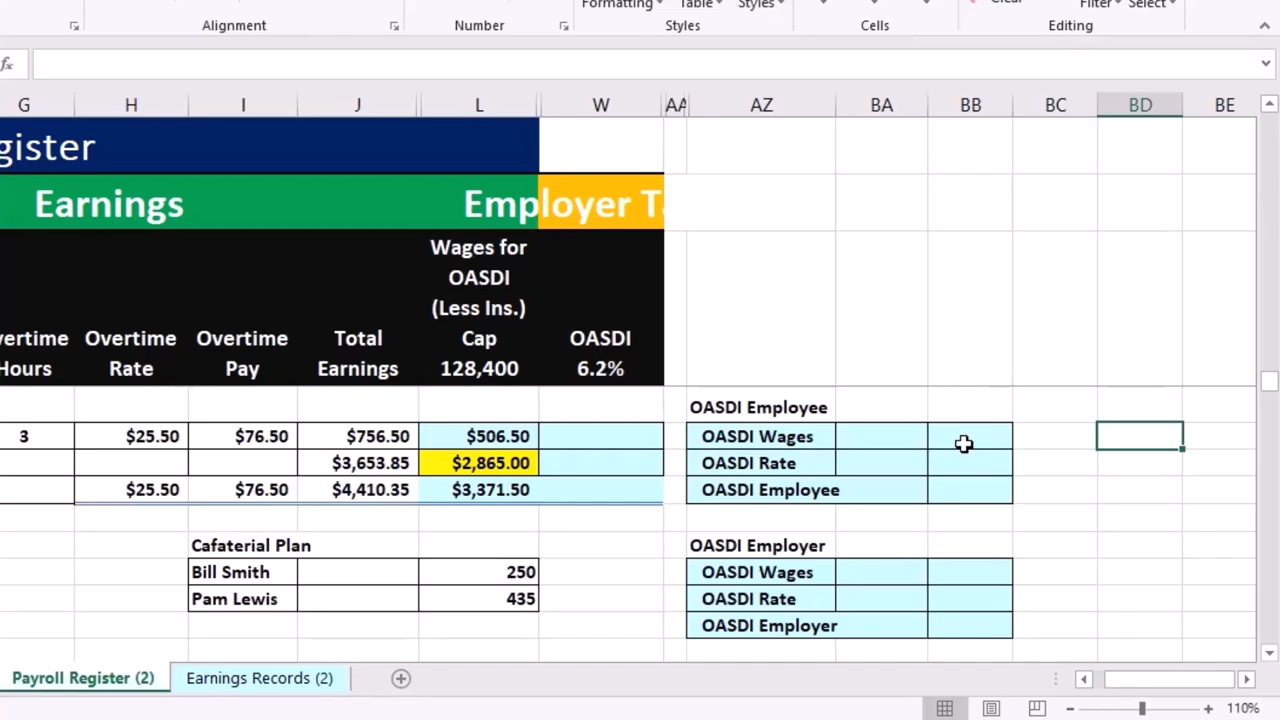 Formatting Table Styles Clear Filter Select
Alignment Number Styles Cells Editing
fx
G H I J L W AA AZ BA BB BC BD BE
gister
Earnings Employer Ta
Wages for
OASDI
(Less Ins.)
vertime Overtime Overtime Total Cap OASDI
Hours Rate Pay Earnings 128,400 6.2%
OASDI Employee
3 $25.50 $76.50 $756.50 $506.50 OASDI Wages
$3,653.85 $2,865.00 OASDI Rate
$25.50 $76.50 $4,410.35 $3,371.50 OASDI Employee
Cafaterial Plan OASDI Employer
Bill Smith 250 OASDI Wages
Pam Lewis 435 OASDI Rate
OASDI Employer
Payroll Register (2) Earnings Records (2)
110%